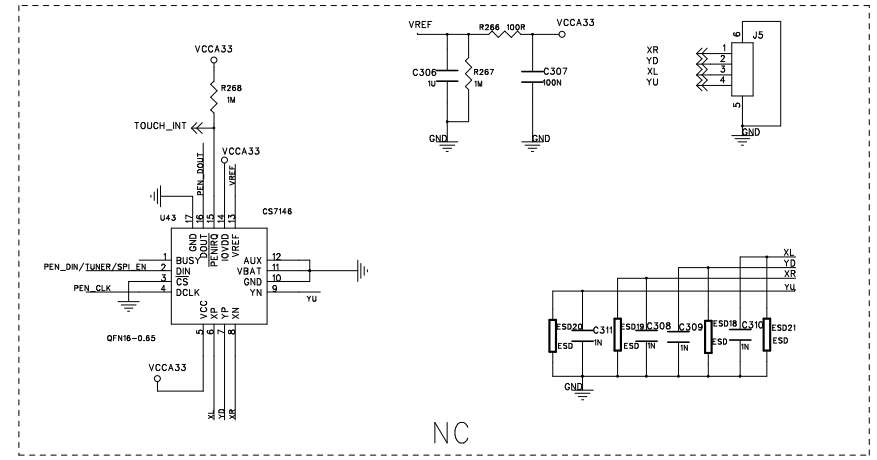 VCCA33
R268
1M
TOUCH_INT
VCCA33
PEN_DOUT
VREF
U43
CS7146
17 16 15 14 13
GND DOUT PENIRQ IOVDD VREF
1 BUSY AUX 12
PEN_DIN/TUNER/SPI_EN 2 DIN VBAT 11
3 CS GND 10
PEN_CLK 4 DCLK YN 9 YU
VCC XP YP XN
5 6 7 8
QFN16-0.65
VCCA33
XL YD XR
VREF R266 100R VCCA33
C306 1U
R267 1M
C307 100N
GND GND
J5
6
XR 1
YD 2
XL 3
YU 4
5
GND
XL
YD
XR
YU
ESD20 C311 ESD19 C308 C309 ESD18 C310 ESD21
ESD 1N ESD 1N 1N ESD 1N ESD
GND
NC